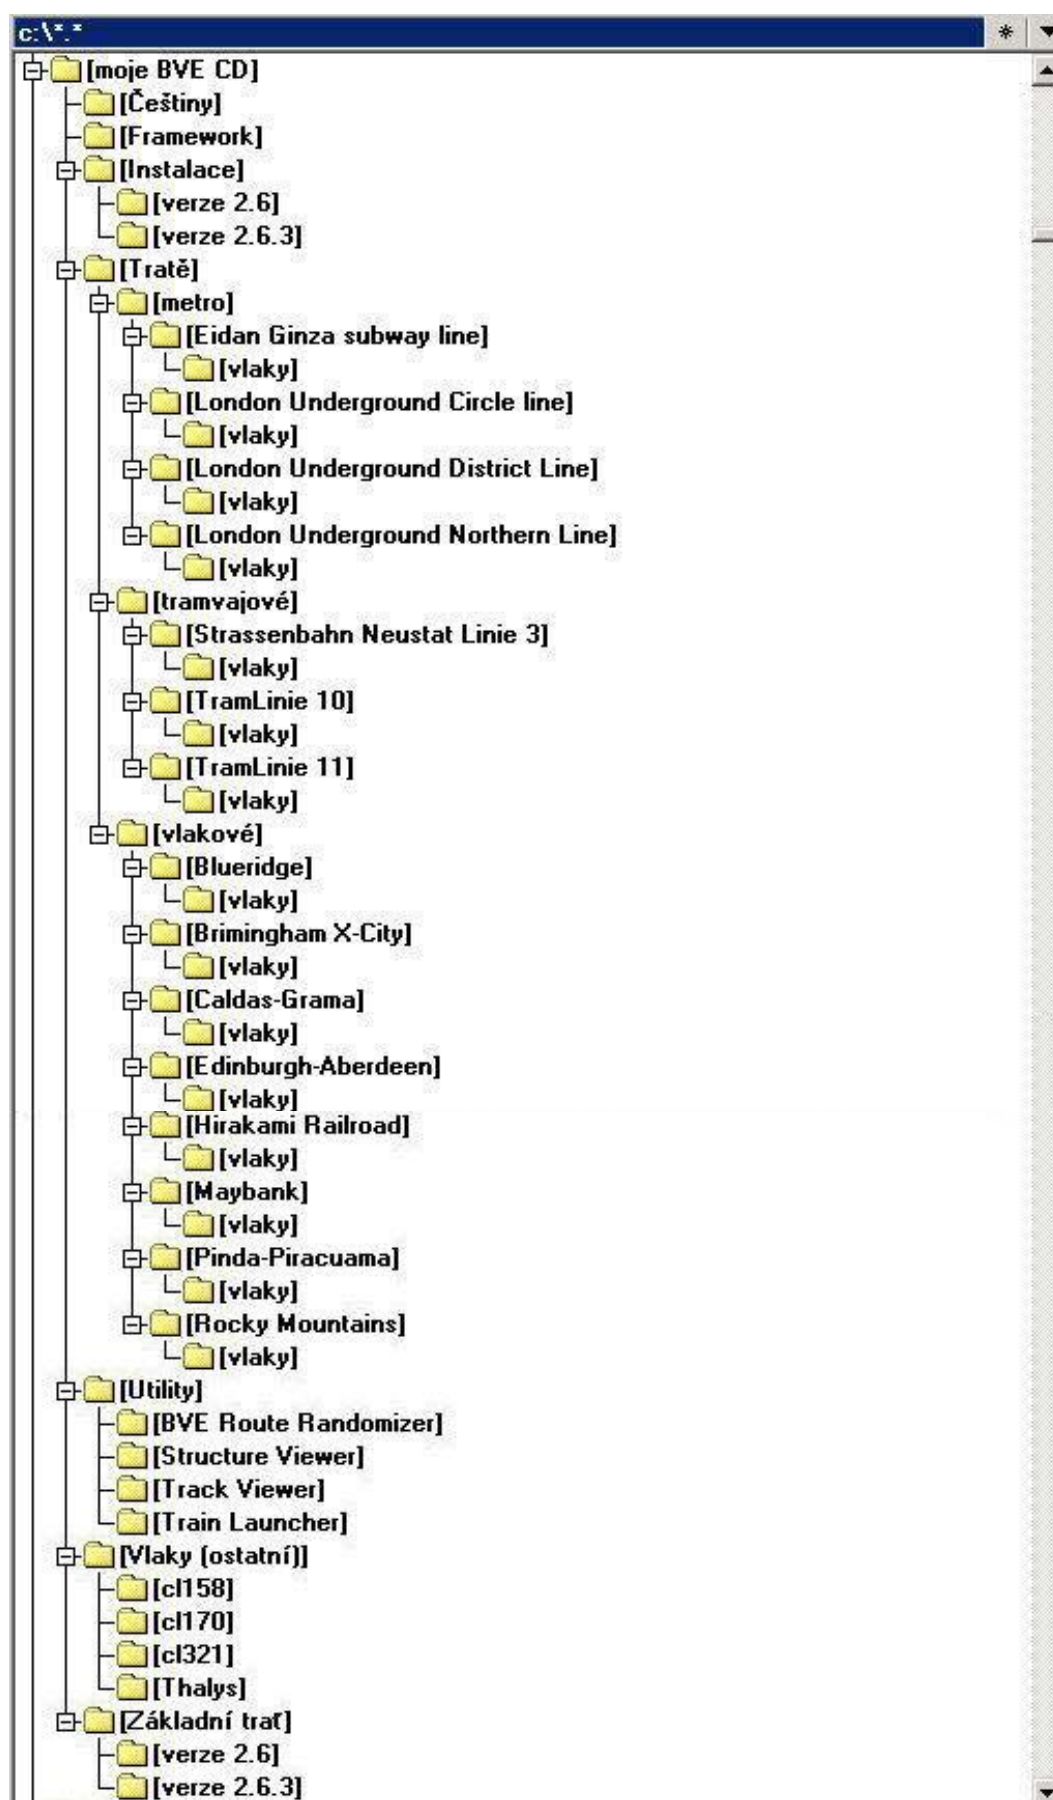 c:\*.*
[moje BVE CD]
[Češtiny]
[Framework]
[Instalace]
[verze 2.6]
[verze 2.6.3]
[Tratě]
[metro]
[Eidan Ginza subway line]
[vlaky]
[London Underground Circle line]
[vlaky]
[London Underground District Line]
[vlaky]
[London Underground Northern Line]
[vlaky]
[tramvajové]
[Strassenbahn Neustat Linie 3]
[vlaky]
[TramLinie 10]
[vlaky]
[TramLinie 11]
[vlaky]
[vlakové]
[Blueridge]
[vlaky]
[Brimingham X-City]
[vlaky]
[Caldas-Grama]
[vlaky]
[Edinburgh-Aberdeen]
[vlaky]
[Hirakami Railroad]
[vlaky]
[Maybank]
[vlaky]
[Pinda-Piracuama]
[vlaky]
[Rocky Mountains]
[vlaky]
[Utility]
[BVE Route Randomizer]
[Structure Viewer]
[Track Viewer]
[Train Launcher]
[Vlaky (ostatní)]
[cl158]
[cl170]
[cl321]
[Thalys]
[Základní trať]
[verze 2.6]
[verze 2.6.3]